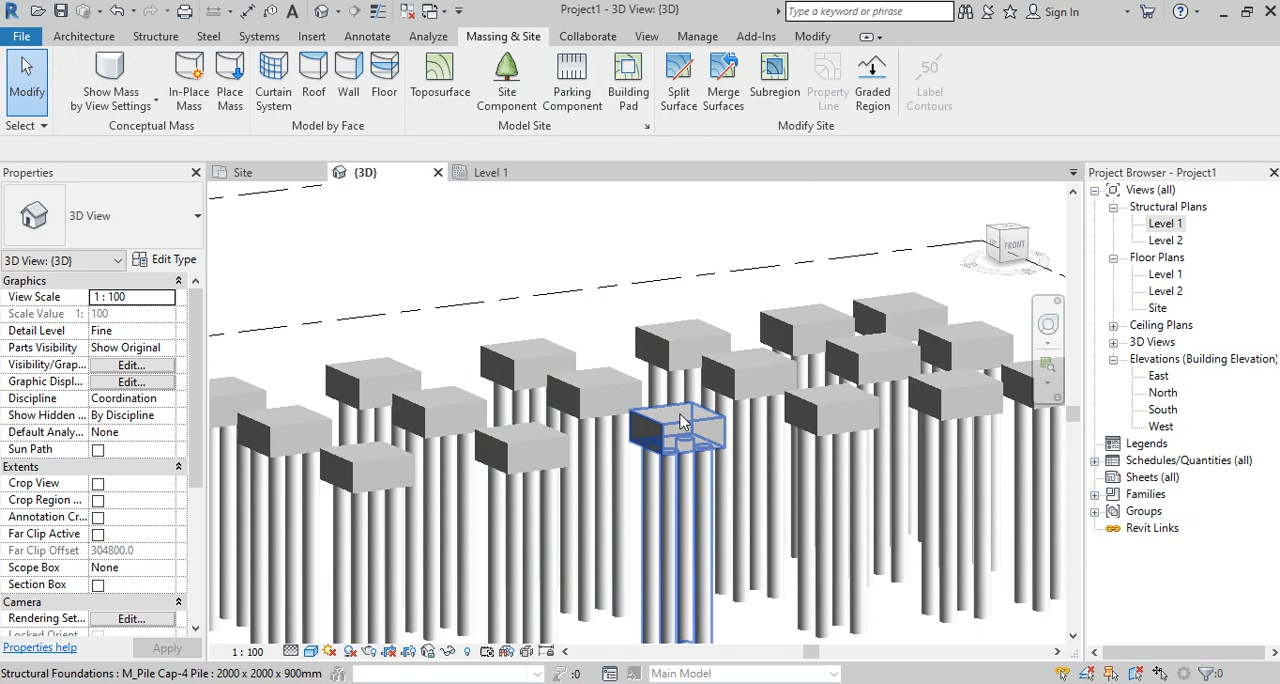 Project1 - 3D View: {3D}
Type a keyword or phrase
Sign In
File
Architecture
Structure
Steel
Systems
Insert
Annotate
Analyze
Massing & Site
Collaborate
View
Manage
Add-Ins
Modify
Modify
Show Mass
by View Settings
In-Place
Mass
Place
Mass
Curtain
System
Roof
Wall
Floor
Toposurface
Site
Component
Parking
Component
Building
Pad
Split
Surface
Merge
Surfaces
Subregion
Property
Line
Graded
Region
50
Label
Contours
Select
Conceptual Mass
Model by Face
Model Site
Modify Site
Properties
3D View
3D View: {3D}
Edit Type
Graphics
View Scale 1 : 100
Scale Value 1: 100
Detail Level Fine
Parts Visibility Show Original
Visibility/Grap... Edit...
Graphic Displ... Edit...
Discipline Coordination
Show Hidden ... By Discipline
Default Analy... None
Sun Path
Extents
Crop View
Crop Region ...
Annotation Cr...
Far Clip Active
Far Clip Offset 304800.0
Scope Box None
Section Box
Camera
Rendering Set... Edit...
Properties help
Apply
Site
{3D}
Level 1
FRONT
1 : 100
Project Browser - Project1
Views (all)
Structural Plans
Level 1
Level 2
Floor Plans
Level 1
Level 2
Site
Ceiling Plans
3D Views
Elevations (Building Elevation)
East
North
South
West
Legends
Schedules/Quantities (all)
Sheets (all)
Families
Groups
Revit Links
Structural Foundations : M_Pile Cap-4 Pile : 2000 x 2000 x 900mm
:0
Main Model
:0